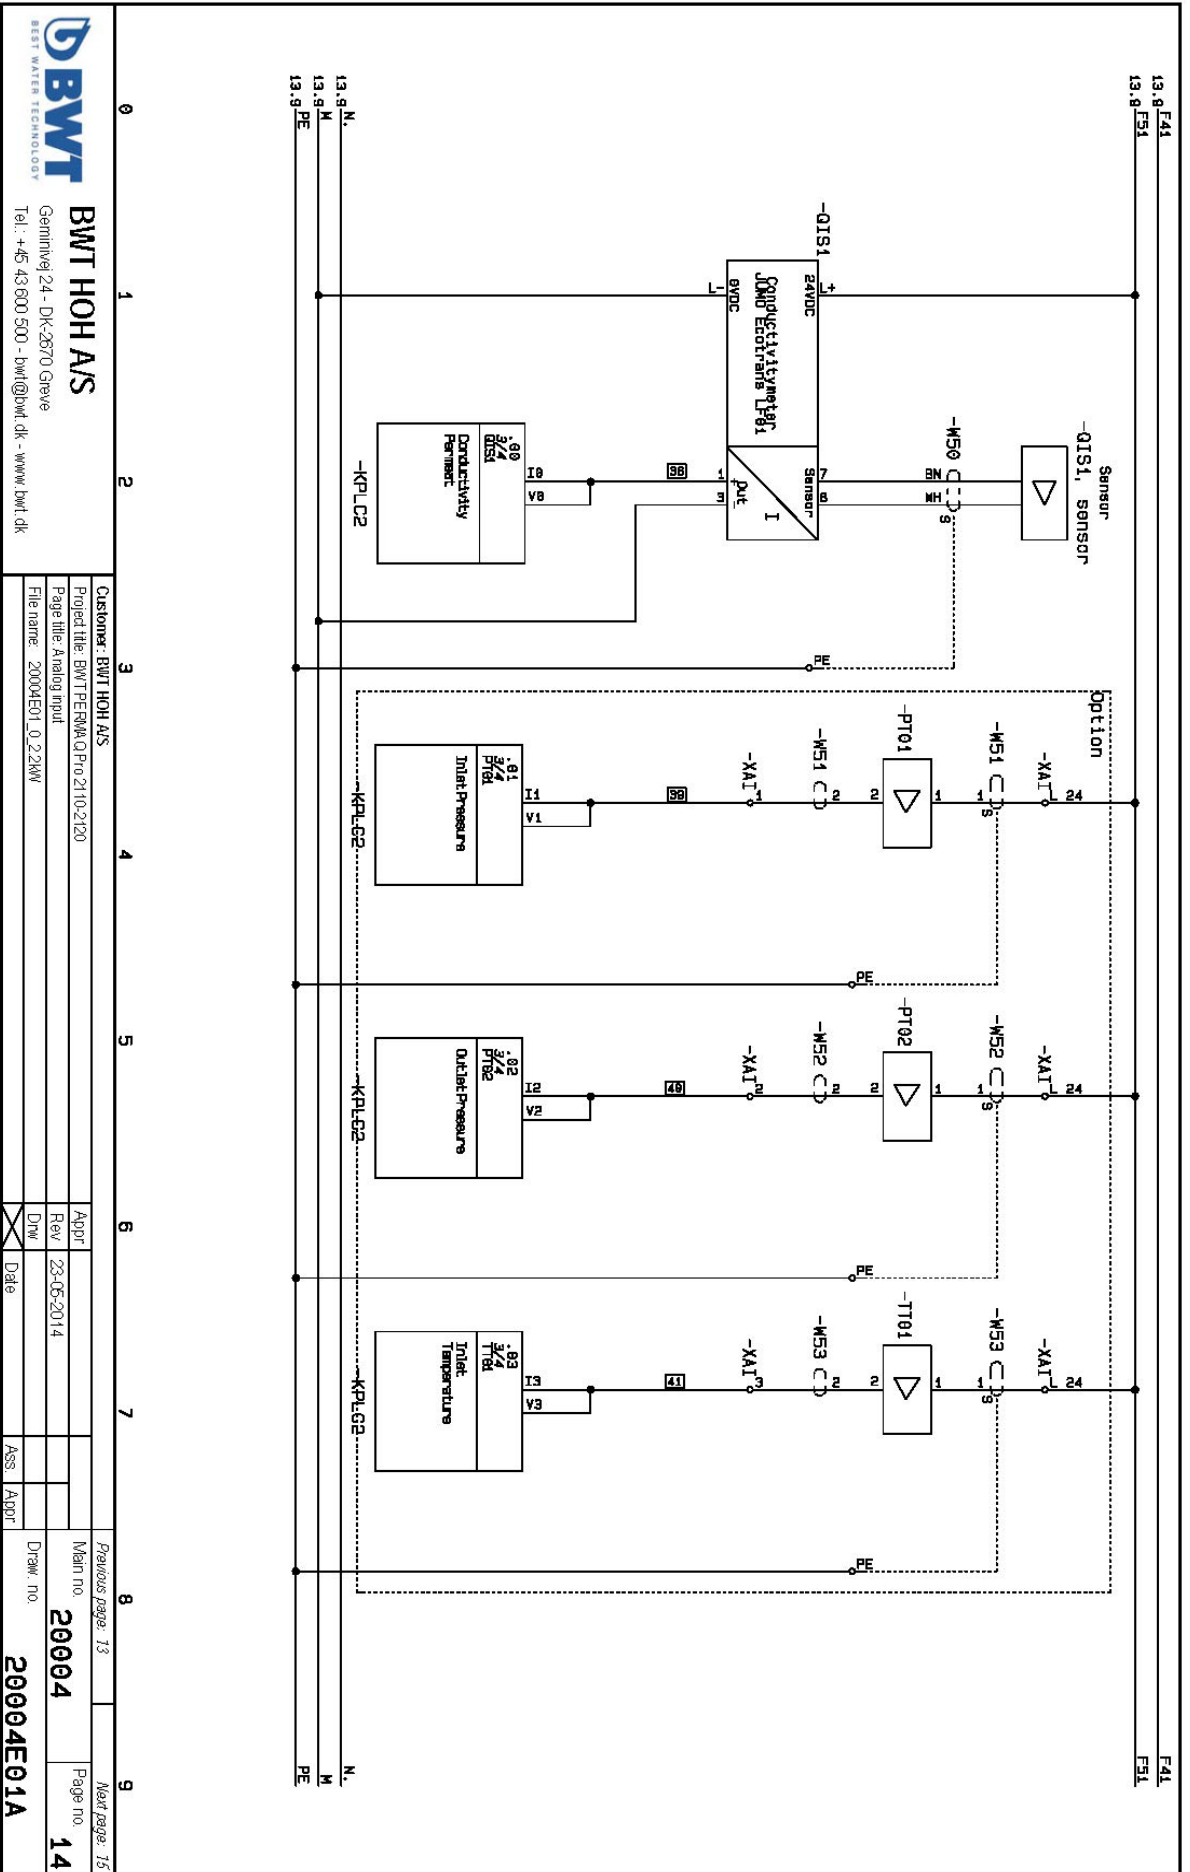 13.9 F41
13.9 F51
F41
F51
Sensor
-QIS1, sensor
-W50
BN
WH
S
-QIS1
L+
24VDC
Conductivitymeter
JUMO Ecotrans LF01
0VDC
L-
7
8
Sensor
I
Out
1
+
3
-
36
PE
I0
V0
.00
3/4
QIS1
Conductivity
Permeat
-KPLC2
Option
-XAI
L
24
-W51
1
S
1
-PT01
2
-W51
2
-XAI
1
39
PE
I1
V1
.01
3/4
PT01
Inlet Pressure
-KPLC2
-XAI
L
24
-W52
1
S
1
-PT02
2
-W52
2
-XAI
2
40
PE
I2
V2
.02
3/4
PT02
Outlet Pressure
-KPLC2
-XAI
L
24
-W53
1
S
1
-TT01
2
-W53
2
-XAI
3
41
PE
I3
V3
.03
3/4
TT01
Inlet
Temperature
-KPLC2
13.9 N.
13.9 M
13.9 PE
N.
M
PE
0 1 2 3 4 5 6 7 8 9
BWT
BEST WATER TECHNOLOGY
BWT HOH A/S
Geminivej 24 - DK-2670 Greve
Tel.: +45 43 600 500 - bwt@bwt.dk - www.bwt.dk
Customer: BWT HOH A/S
Project title: BWT PERMAQ Pro 2110-2120
Page title: Analog input
File name: 20004E01_0_2.2kW
Appr
Rev 23-05-2014
Drw
Date
Ass. Appr
Previous page: 13
Next page: 15
Main no. 20004
Page no. 14
Draw. no. 20004E01A